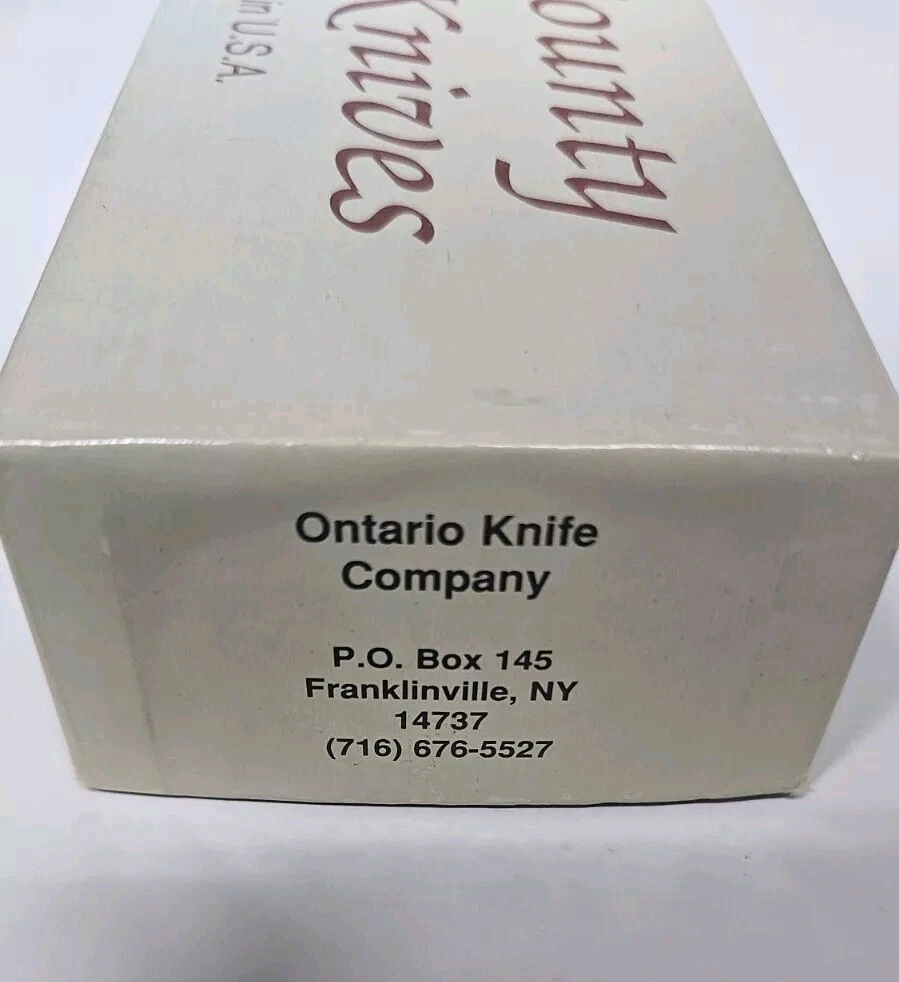 ounty
Knives
in U.S.A.
Ontario Knife
Company
P.O. Box 145
Franklinville, NY
14737
(716) 676-5527